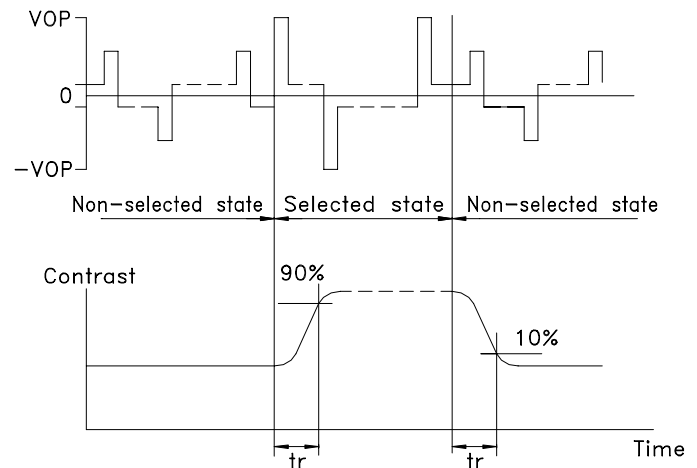 VOP
0
-VOP
Non-selected state
Selected state
Non-selected state
Contrast
90%
10%
Time
tr
tr